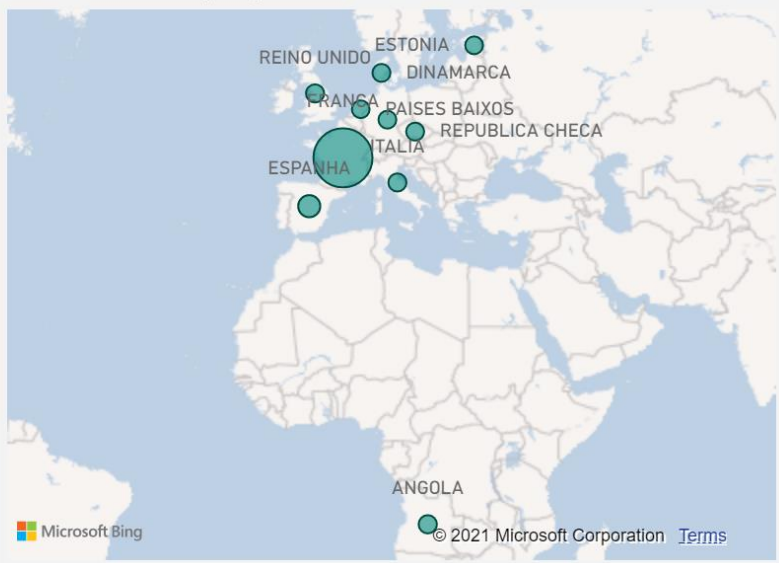 ESTONIA
REINO UNIDO
DINAMARCA
FRANÇA
PAISES BAIXOS
REPUBLICA CHECA
ITALIA
ESPANHA
ANGOLA
Microsoft Bing
© 2021 Microsoft Corporation Terms